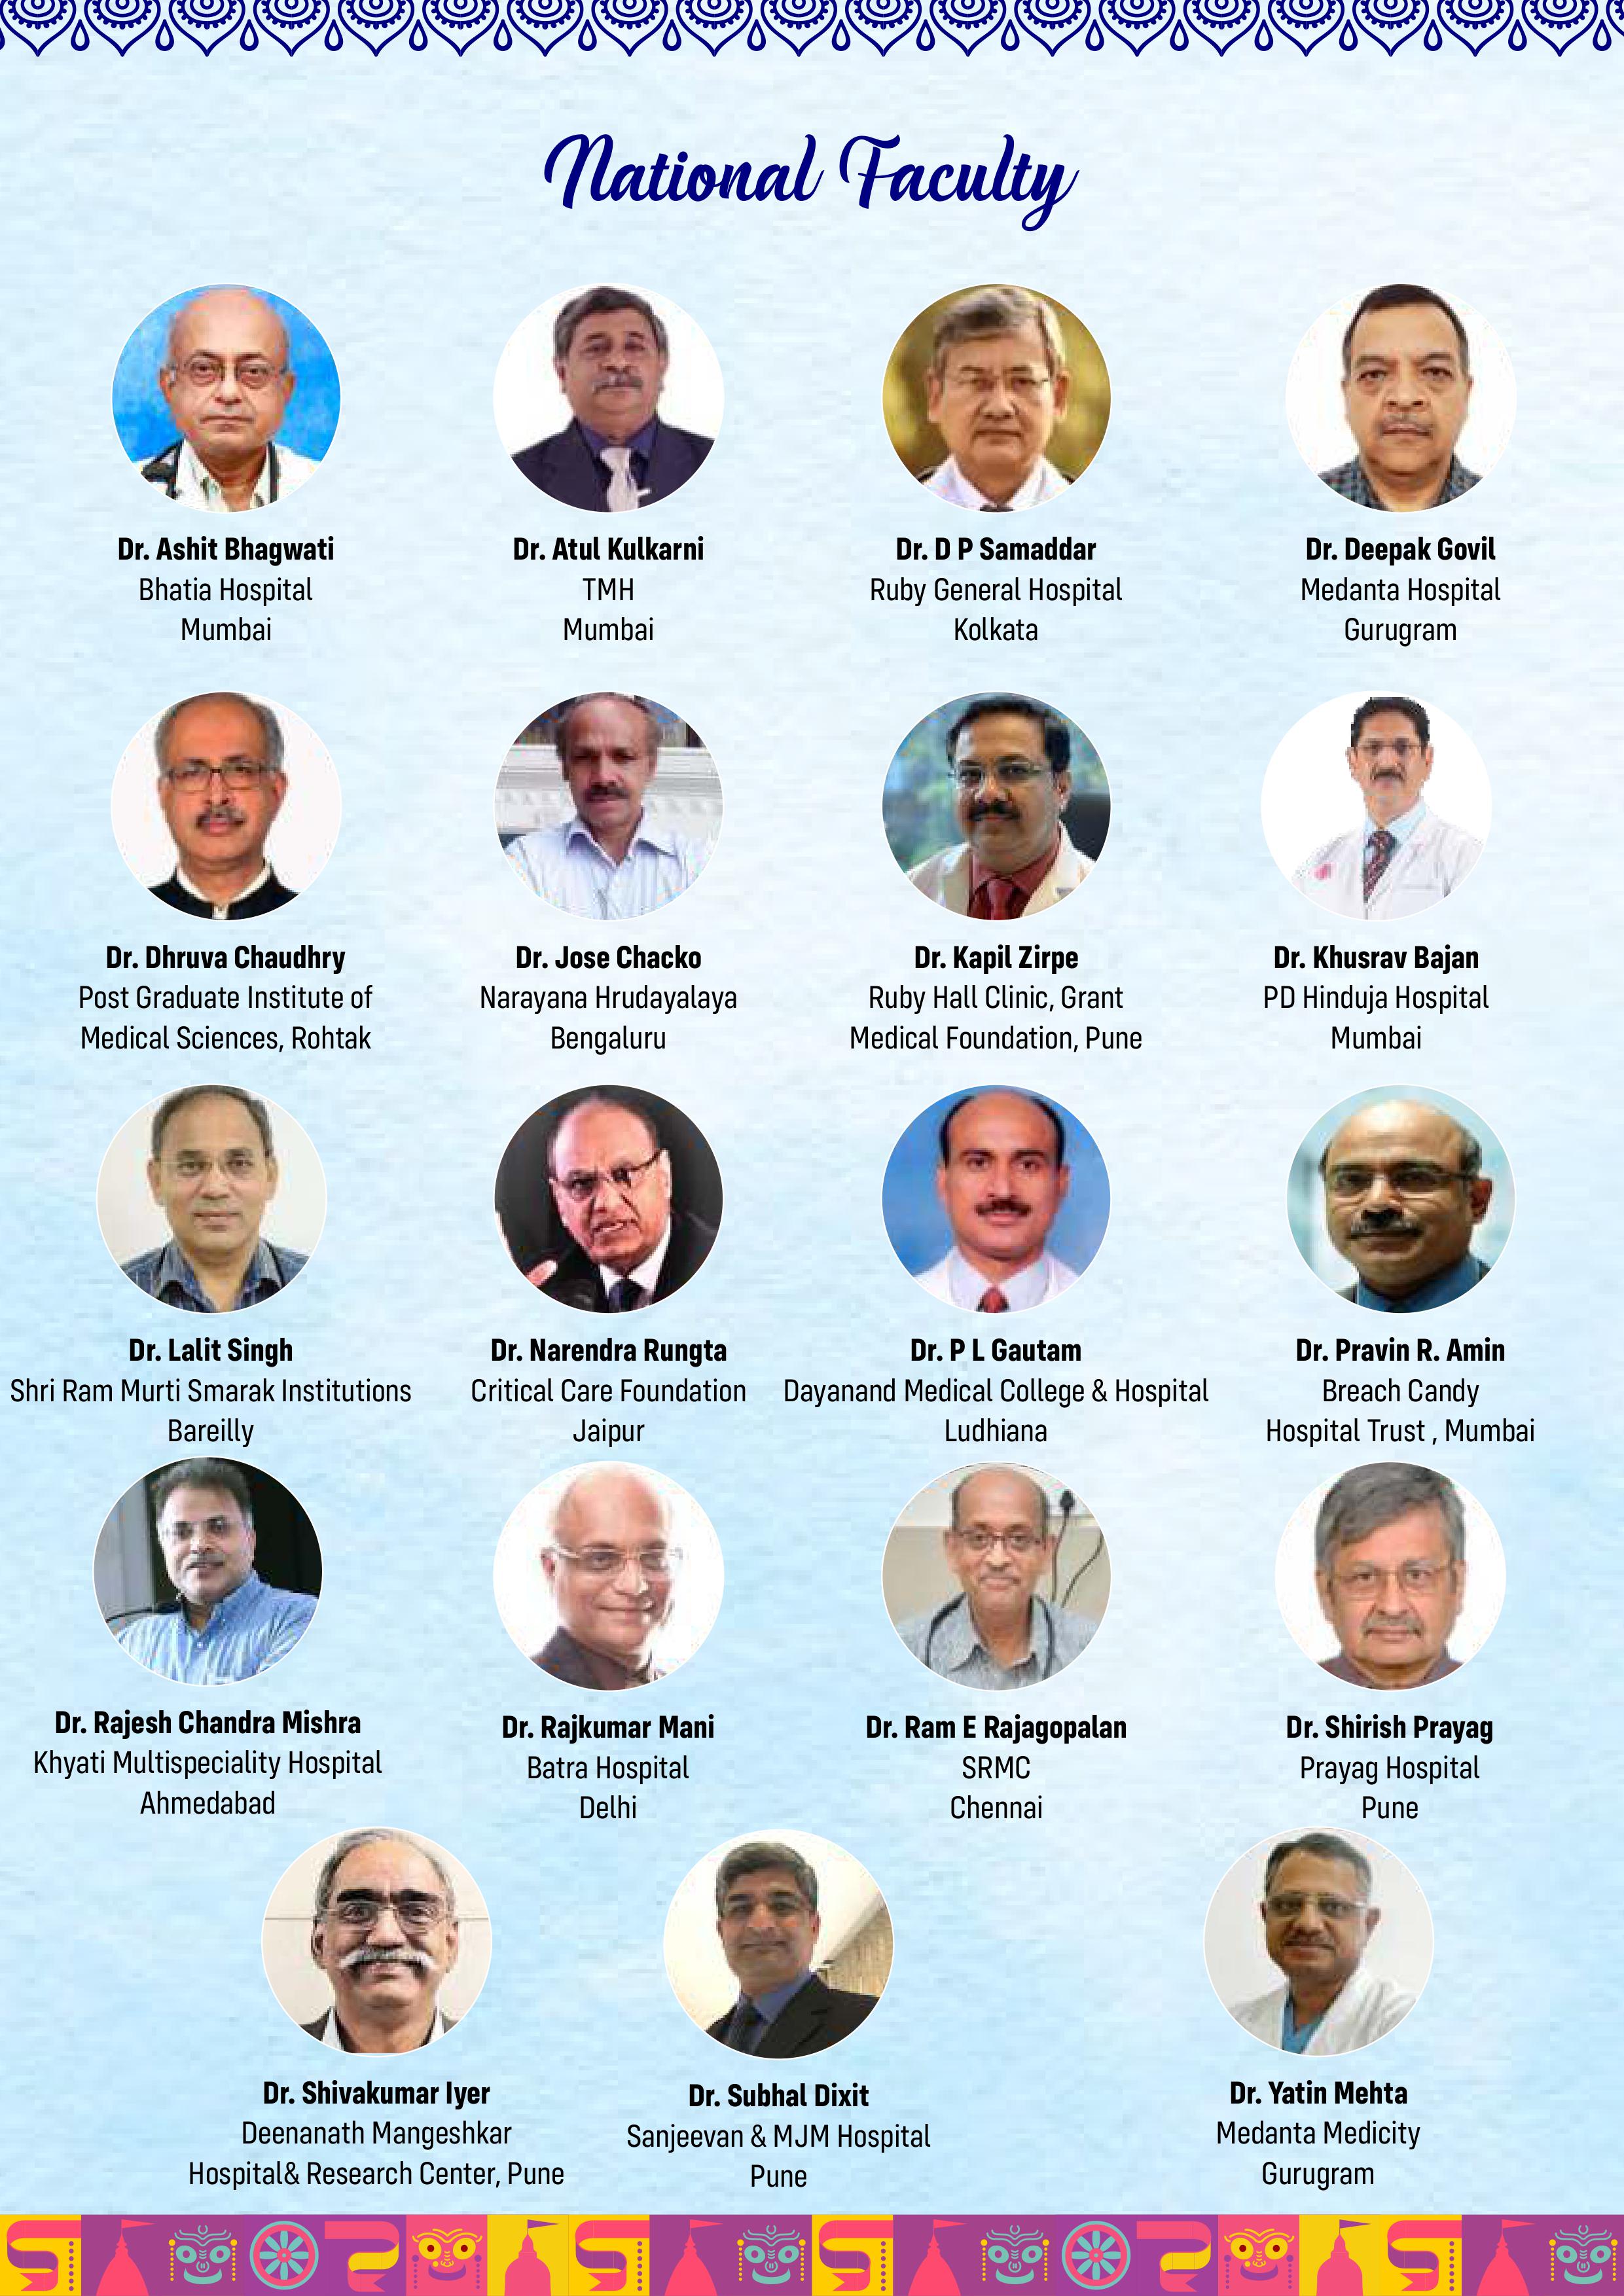 National Faculty
Dr. Ashit Bhagwati
Bhatia Hospital
Mumbai
Dr. Atul Kulkarni
TMH
Mumbai
Dr. D P Samaddar
Ruby General Hospital
Kolkata
Dr. Deepak Govil
Medanta Hospital
Gurugram
Dr. Dhruva Chaudhry
Post Graduate Institute of
Medical Sciences, Rohtak
Dr. Jose Chacko
Narayana Hrudayalaya
Bengaluru
Dr. Kapil Zirpe
Ruby Hall Clinic, Grant
Medical Foundation, Pune
Dr. Khusrav Bajan
PD Hinduja Hospital
Mumbai
Dr. Lalit Singh
Shri Ram Murti Smarak Institutions
Bareilly
Dr. Narendra Rungta
Critical Care Foundation
Jaipur
Dr. P L Gautam
Dayanand Medical College & Hospital
Ludhiana
Dr. Pravin R. Amin
Breach Candy
Hospital Trust , Mumbai
Dr. Rajesh Chandra Mishra
Khyati Multispeciality Hospital
Ahmedabad
Dr. Rajkumar Mani
Batra Hospital
Delhi
Dr. Ram E Rajagopalan
SRMC
Chennai
Dr. Shirish Prayag
Prayag Hospital
Pune
Dr. Shivakumar Iyer
Deenanath Mangeshkar
Hospital& Research Center, Pune
Dr. Subhal Dixit
Sanjeevan & MJM Hospital
Pune
Dr. Yatin Mehta
Medanta Medicity
Gurugram